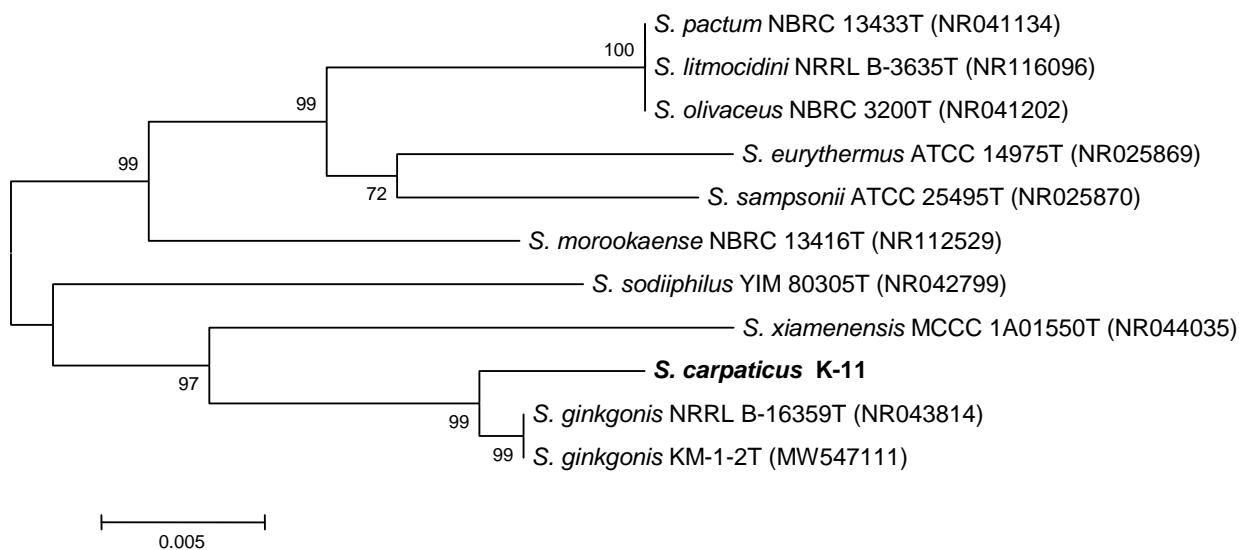 S. pactum NBRC 13433T (NR041134)
100
S. litmocidini NRRL B-3635T (NR116096)
S. olivaceus NBRC 3200T (NR041202)
99
S. eurythermus ATCC 14975T (NR025869)
99
72
S. sampsonii ATCC 25495T (NR025870)
S. morookaense NBRC 13416T (NR112529)
S. sodiiphilus YIM 80305T (NR042799)
S. xiamenensis MCCC 1A01550T (NR044035)
97
S. carpaticus K-11
99
S. ginkgonis NRRL B-16359T (NR043814)
99
S. ginkgonis KM-1-2T (MW547111)
0.005